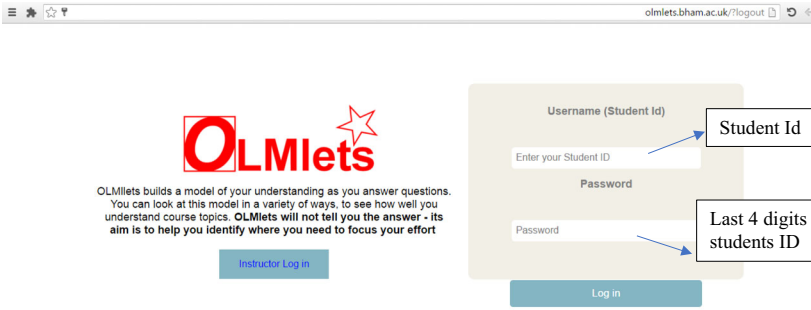 olmlets.bham.ac.uk/?logout
OLMlets
OLMllets builds a model of your understanding as you answer questions.
You can look at this model in a variety of ways, to see how well you
understand course topics. OLMlets will not tell you the answer - its
aim is to help you identify where you need to focus your effort
Instructor Log in
Username (Student Id)
Enter your Student ID
Student Id
Password
Password
Last 4 digits
students ID
Log in